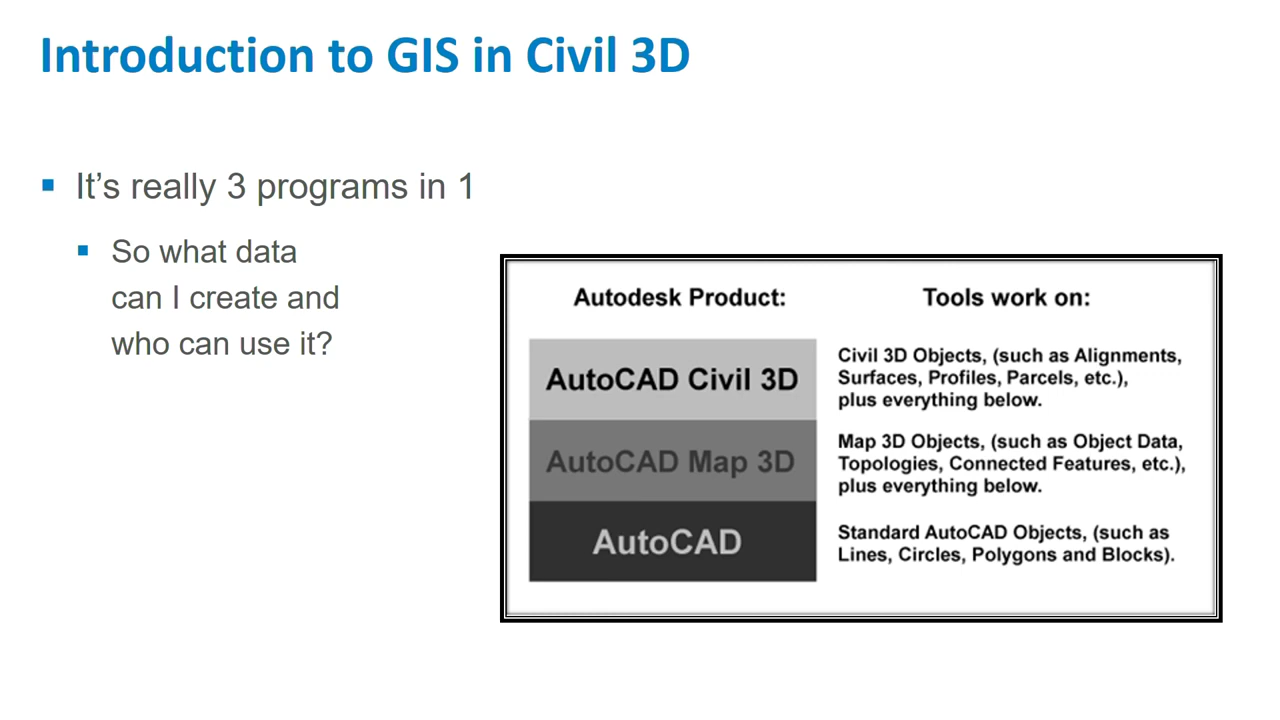 Introduction to GIS in Civil 3D
It’s really 3 programs in 1
So what data
can I create and
who can use it?
Autodesk Product:
Tools work on:
AutoCAD Civil 3D
Civil 3D Objects, (such as Alignments,
Surfaces, Profiles, Parcels, etc.),
plus everything below.
AutoCAD Map 3D
Map 3D Objects, (such as Object Data,
Topologies, Connected Features, etc.),
plus everything below.
AutoCAD
Standard AutoCAD Objects, (such as
Lines, Circles, Polygons and Blocks).